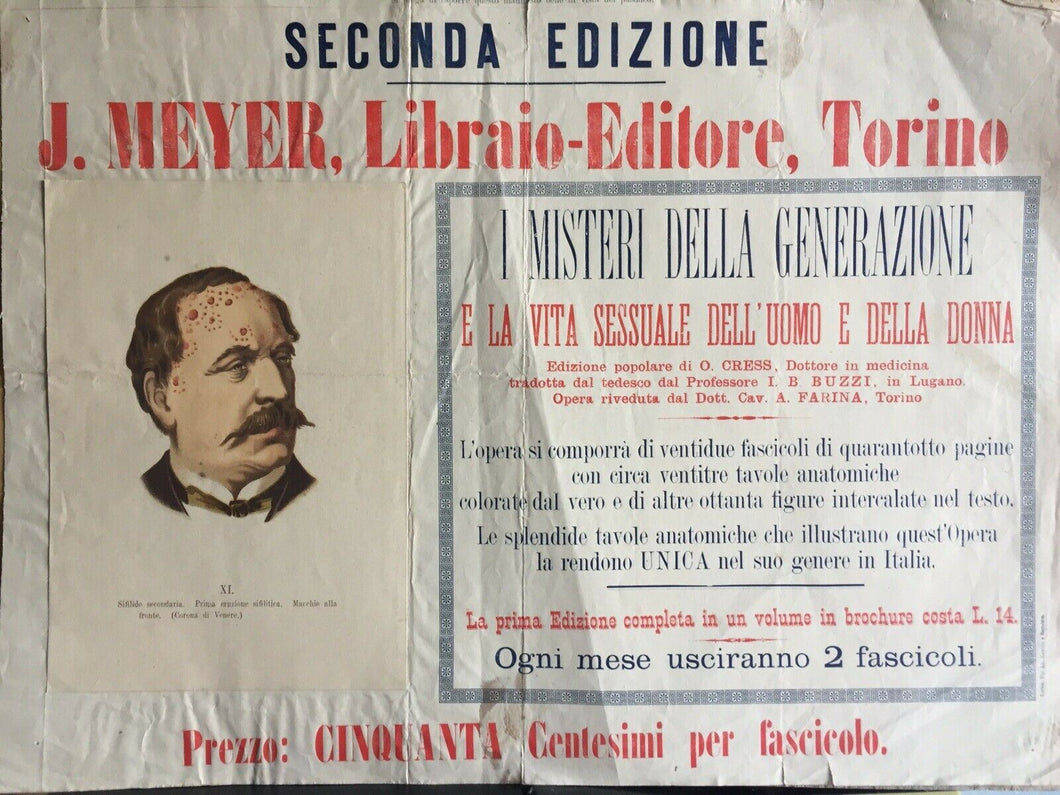 SECONDA EDIZIONE
J. MEYER, Libraio-Editore, Torino
XI.
Sifilide secondaria. Prima eruzione sifilitica. Macchie alla
fronte. (Corona di Venere.)
I MISTERI DELLA GENERAZIONE
E LA VITA SESSUALE DELL'UOMO E DELLA DONNA
Edizione popolare di O. CRESS, Dottore in medicina
tradotta dal tedesco dal Professore I. B. BUZZI, in Lugano.
Opera riveduta dal Dott. Cav. A. FARINA, Torino
L'opera si comporrà di ventidue fascicoli di quarantotto pagine
con circa ventitre tavole anatomiche
colorate dal vero e di altre ottanta figure intercalate nel testo.
Le splendide tavole anatomiche che illustrano quest'Opera
la rendono UNICA nel suo genere in Italia.
La prima Edizione completa in un volume in brochure costa L. 14.
Ogni mese usciranno 2 fascicoli.
Prezzo: CINQUANTA Centesimi per fascicolo.